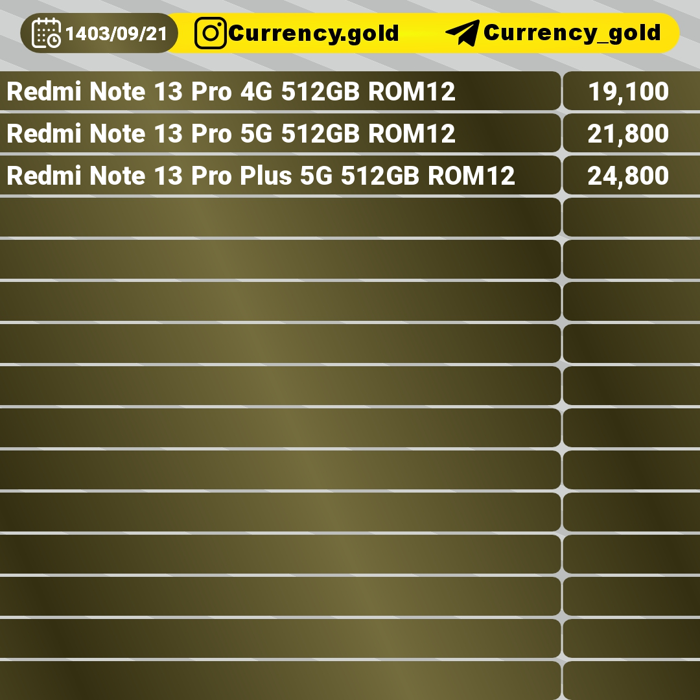 1403/09/21 Currency.gold Currency_gold
Redmi Note 13 Pro 4G 512GB ROM12 19,100
Redmi Note 13 Pro 5G 512GB ROM12 21,800
Redmi Note 13 Pro Plus 5G 512GB ROM12 24,800